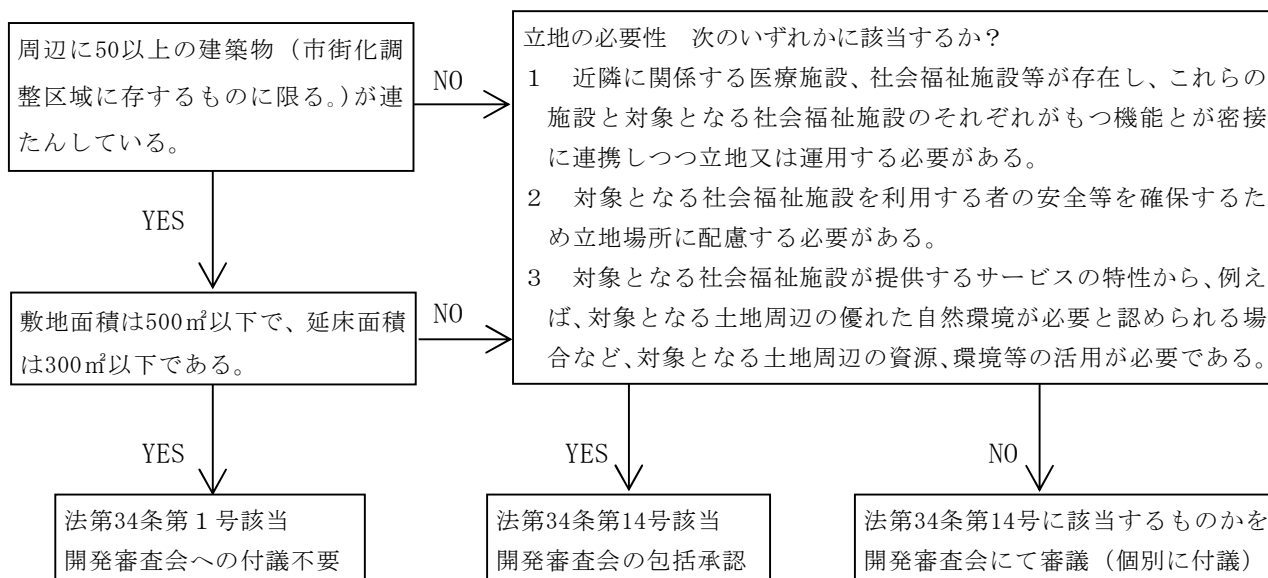 周辺に50以上の建築物（市街化調
整区域に存するものに限る。）が連
たんしている。
NO
YES
敷地面積は500㎡以下で、延床面積
は300㎡以下である。
NO
YES
法第34条第１号該当
開発審査会への付議不要
立地の必要性　次のいずれかに該当するか？
１　近隣に関係する医療施設、社会福祉施設等が存在し、これらの
施設と対象となる社会福祉施設のそれぞれがもつ機能とが密接
に連携しつつ立地又は運用する必要がある。
２　対象となる社会福祉施設を利用する者の安全等を確保するた
め立地場所に配慮する必要がある。
３　対象となる社会福祉施設が提供するサービスの特性から、例え
ば、対象となる土地周辺の優れた自然環境が必要と認められる場
合など、対象となる土地周辺の資源、環境等の活用が必要である。
YES
NO
法第34条第14号該当
開発審査会の包括承認
法第34条第14号に該当するものかを
開発審査会にて審議（個別に付議）